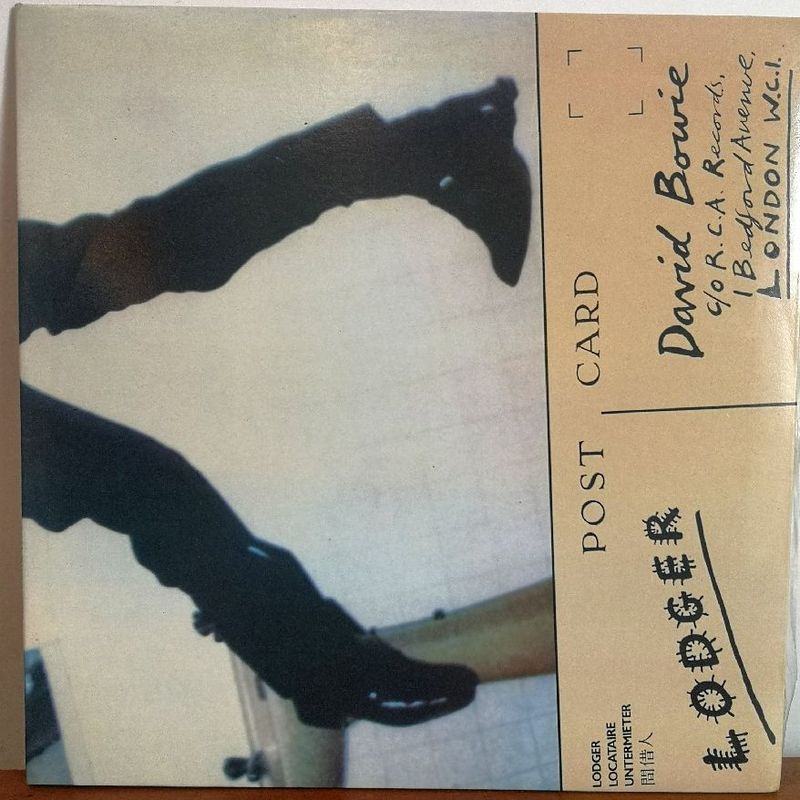 POST CARD
David Bowie
c/o R.C.A. Records,
1 Bedford Avenue,
LONDON W.C.1.
LODGER
LODGER
LOCATAIRE
UNTERMIETER
間借人